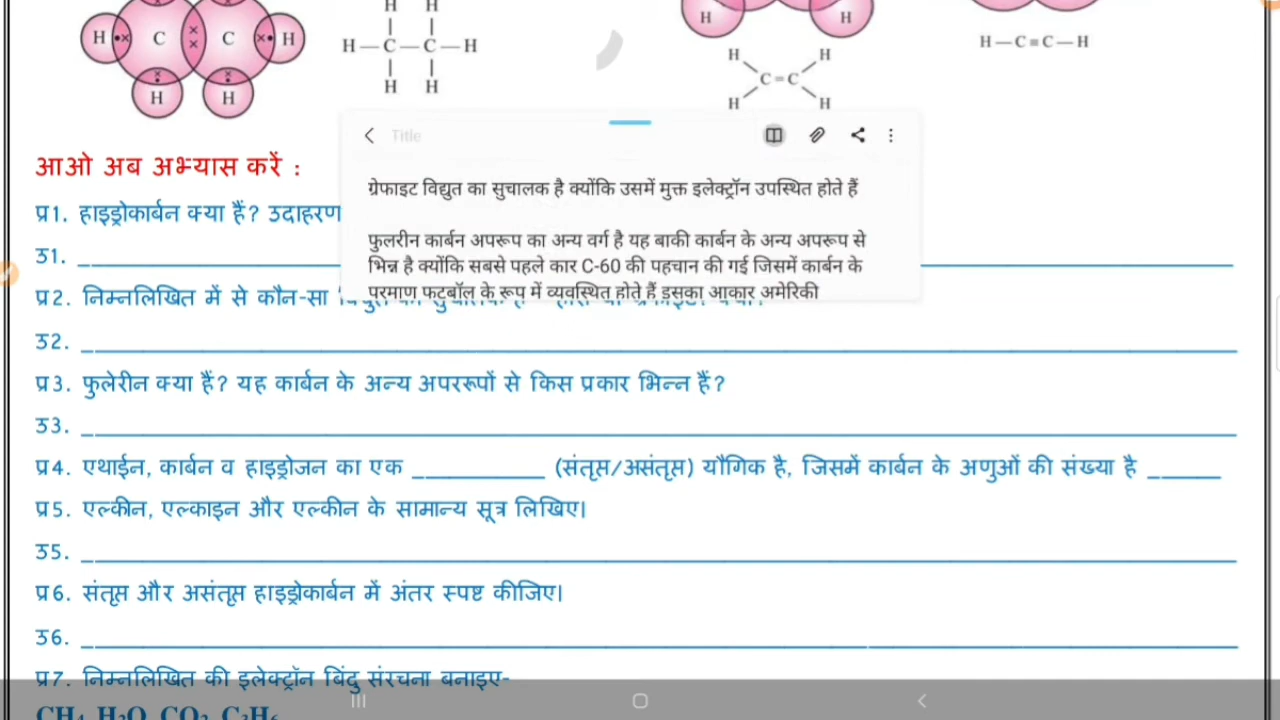 H C C H
H H
H H
H—C—C—H
H H
H H
H H
C=C
H H
H—C≡C—H
Title
ग्रेफाइट विद्युत का सुचालक है क्योंकि उसमें मुक्त इलेक्ट्रॉन उपस्थित होते हैं
फुलरीन कार्बन अपरूप का अन्य वर्ग है यह बाकी कार्बन के अन्य अपरूप से
भिन्न है क्योंकि सबसे पहले कार C-60 की पहचान की गई जिसमें कार्बन के
परमाणु फुटबॉल के रूप में व्यवस्थित होते हैं इसका आकार अमेरिकी
आओ अब अभ्यास करें :
प्र1. हाइड्रोकार्बन क्या हैं? उदाहरण
उ1.
प्र2. निम्नलिखित में से कौन-सा
उ2.
प्र3. फुलेरीन क्या हैं? यह कार्बन के अन्य अपररूपों से किस प्रकार भिन्न हैं?
उ3.
प्र4. एथाईन, कार्बन व हाइड्रोजन का एक __________ (संतृप्त/असंतृप्त) यौगिक है, जिसमें कार्बन के अणुओं की संख्या है ______
प्र5. एल्कीन, एल्काइन और एल्कीन के सामान्य सूत्र लिखिए।
उ5.
प्र6. संतृप्त और असंतृप्त हाइड्रोकार्बन में अंतर स्पष्ट कीजिए।
उ6.
प्र7. निम्नलिखित की इलेक्ट्रॉन बिंदु संरचना बनाइए-